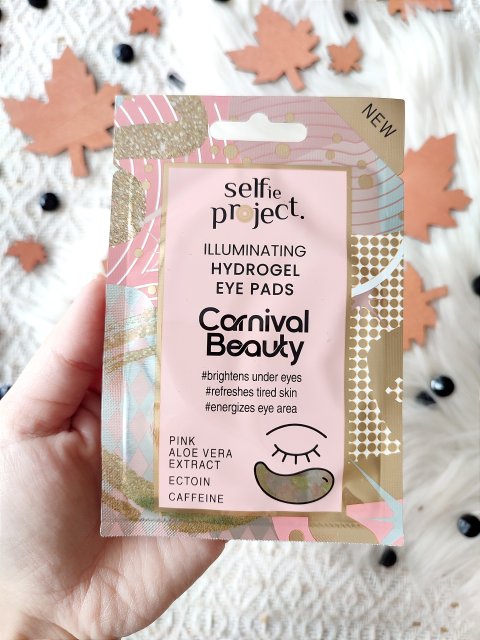 NEW
selfie
project.
ILLUMINATING
HYDROGEL
EYE PADS
Carnival
Beauty
#brightens under eyes
#refreshes tired skin
#energizes eye area
PINK
ALOE VERA
EXTRACT
ECTOIN
CAFFEINE